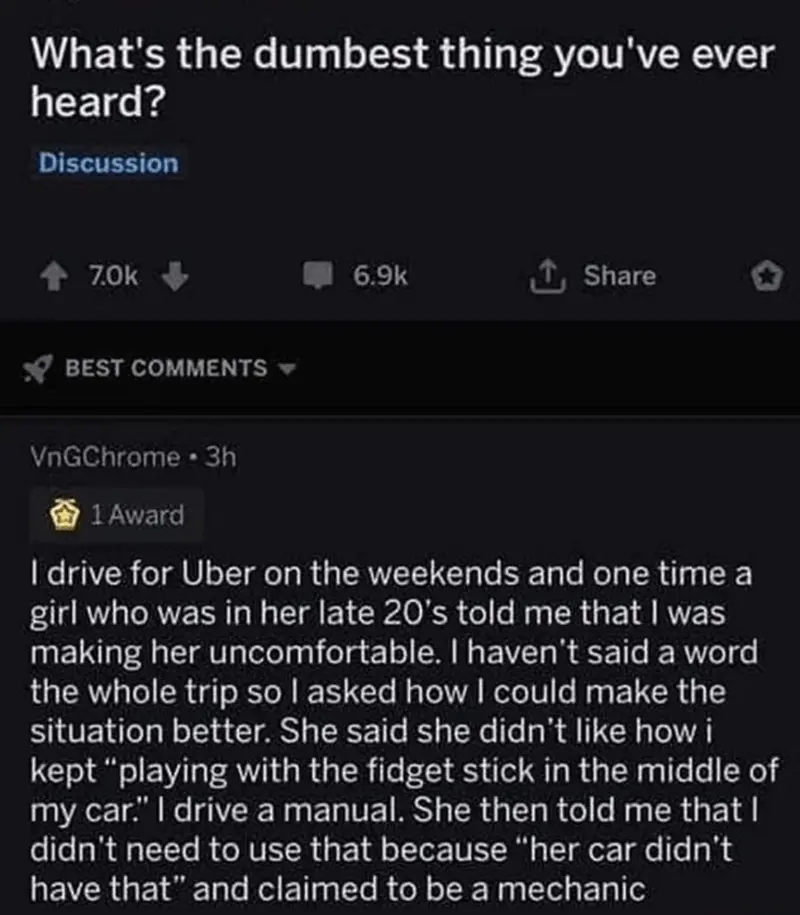 What's the dumbest thing you've ever
heard?
Discussion
7.0k
6.9k
Share
BEST COMMENTS
VnGChrome • 3h
1 Award
I drive for Uber on the weekends and one time a
girl who was in her late 20's told me that I was
making her uncomfortable. I haven't said a word
the whole trip so I asked how I could make the
situation better. She said she didn't like how i
kept “playing with the fidget stick in the middle of
my car.” I drive a manual. She then told me that I
didn't need to use that because “her car didn't
have that” and claimed to be a mechanic